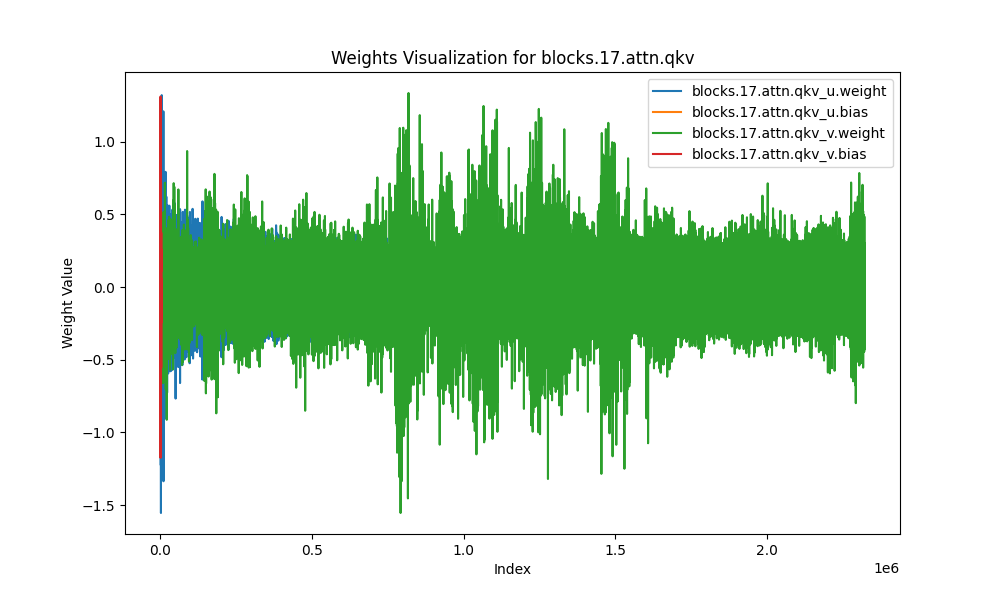 Weights Visualization for blocks.17.attn.qkv
blocks.17.attn.qkv_u.weight
blocks.17.attn.qkv_u.bias
blocks.17.attn.qkv_v.weight
blocks.17.attn.qkv_v.bias
Weight Value
1.0
0.5
0.0
−0.5
−1.0
−1.5
0.0 0.5 1.0 1.5 2.0
1e6
Index